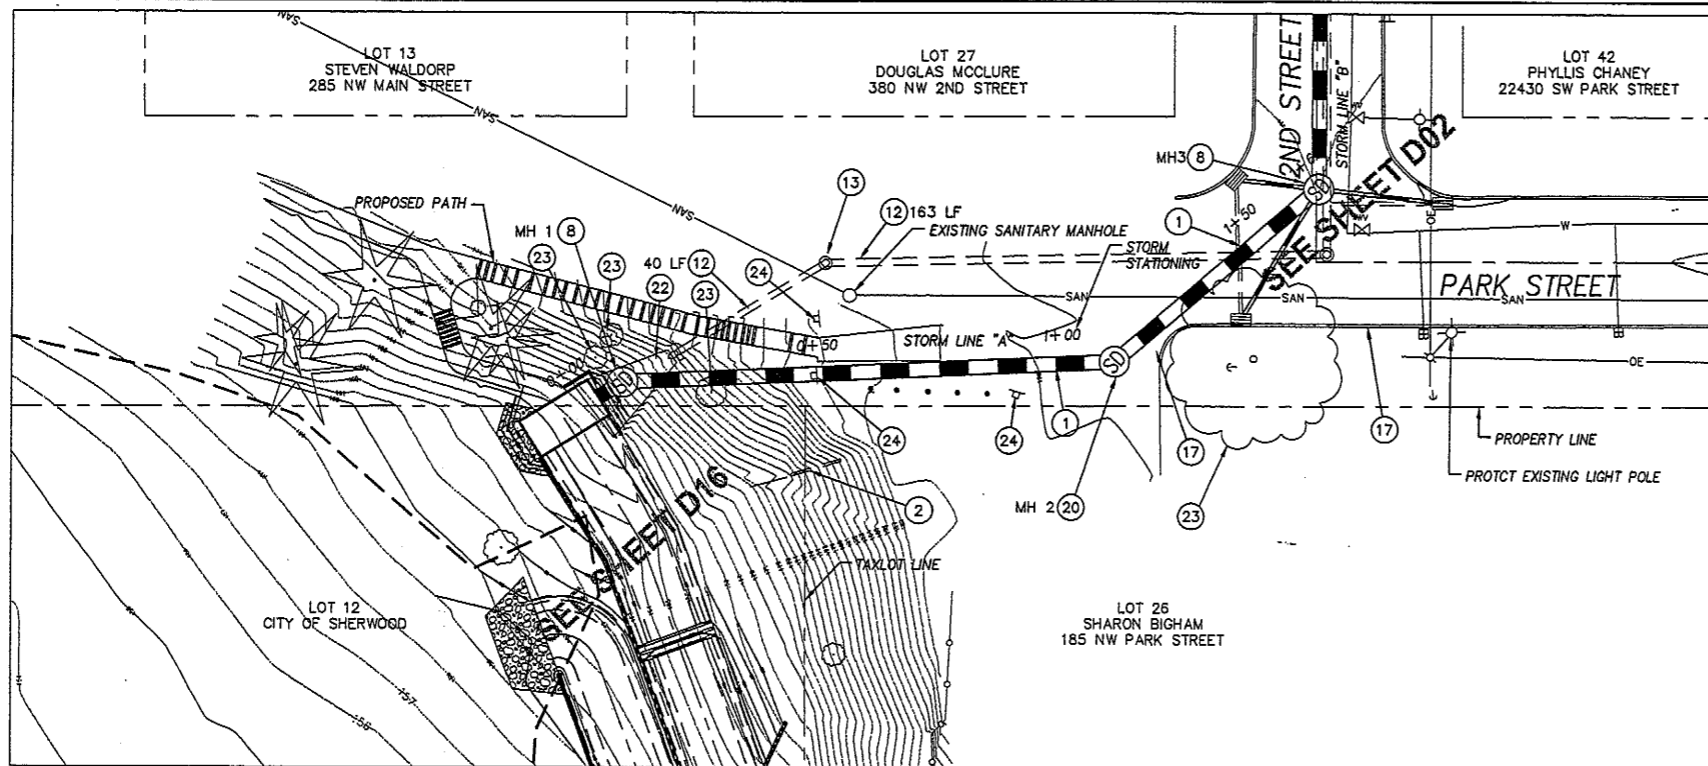 LOT 13
STEVEN WALDORP
285 NW MAIN STREET
LOT 27
DOUGLAS MCCLURE
380 NW 2ND STREET
2ND STREET
STORM LINE "B"
LOT 42
PHYLLIS CHANEY
22430 SW PARK STREET
SAN
SAN
SAN
MH3 8
SEE SHEET D02
PROPOSED PATH
13
12 163 LF
EXISTING SANITARY MANHOLE
1
1+50
OE
W
MH 1 8
23
23
40 LF 12
24
STORM
STATIONING
22
23
SAN
SAN
PARK STREET
SAN
0+50
STORM LINE "A"
1+00
SD
SD
SD
OE
24
24
1
17
17
PROPERTY LINE
PROTCT EXISTING LIGHT POLE
SEE SHEET D16
2
MH 2 20
23
TAXLOT LINE
LOT 12
CITY OF SHERWOOD
LOT 26
SHARON BIGHAM
185 NW PARK STREET
157
156